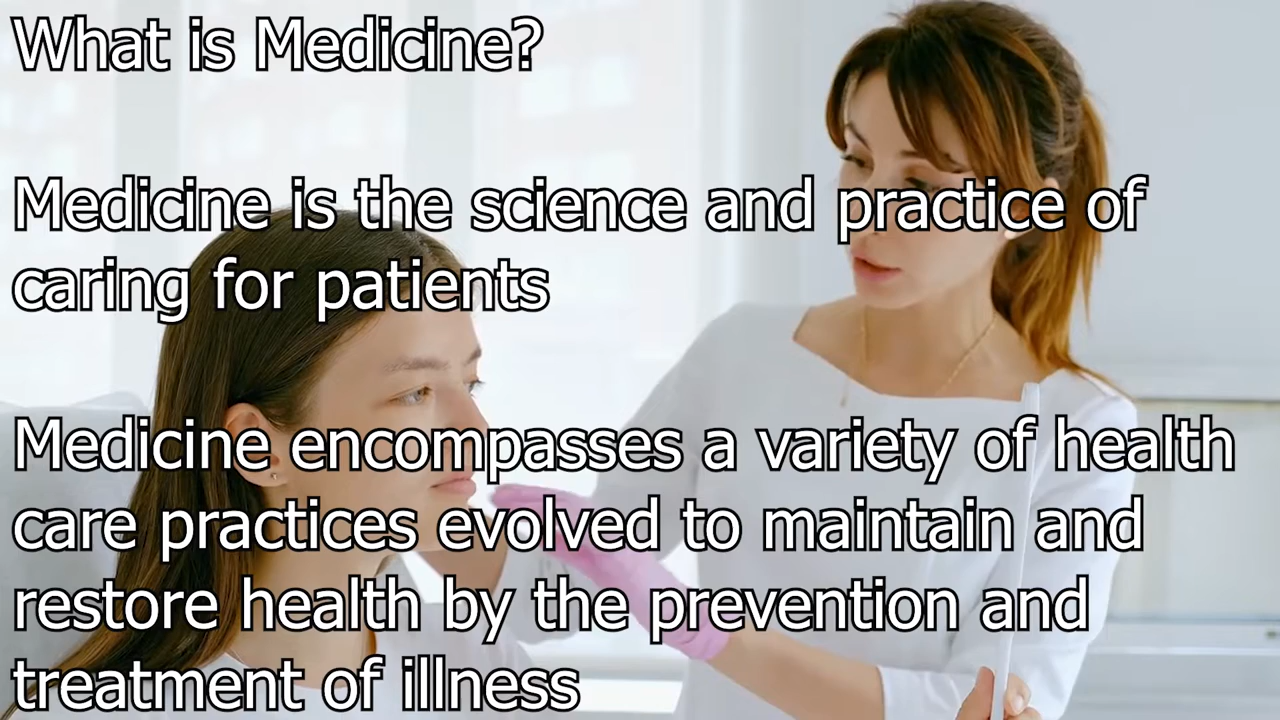 What is Medicine?
Medicine is the science and practice of
caring for patients
Medicine encompasses a variety of health
care practices evolved to maintain and
restore health by the prevention and
treatment of illness